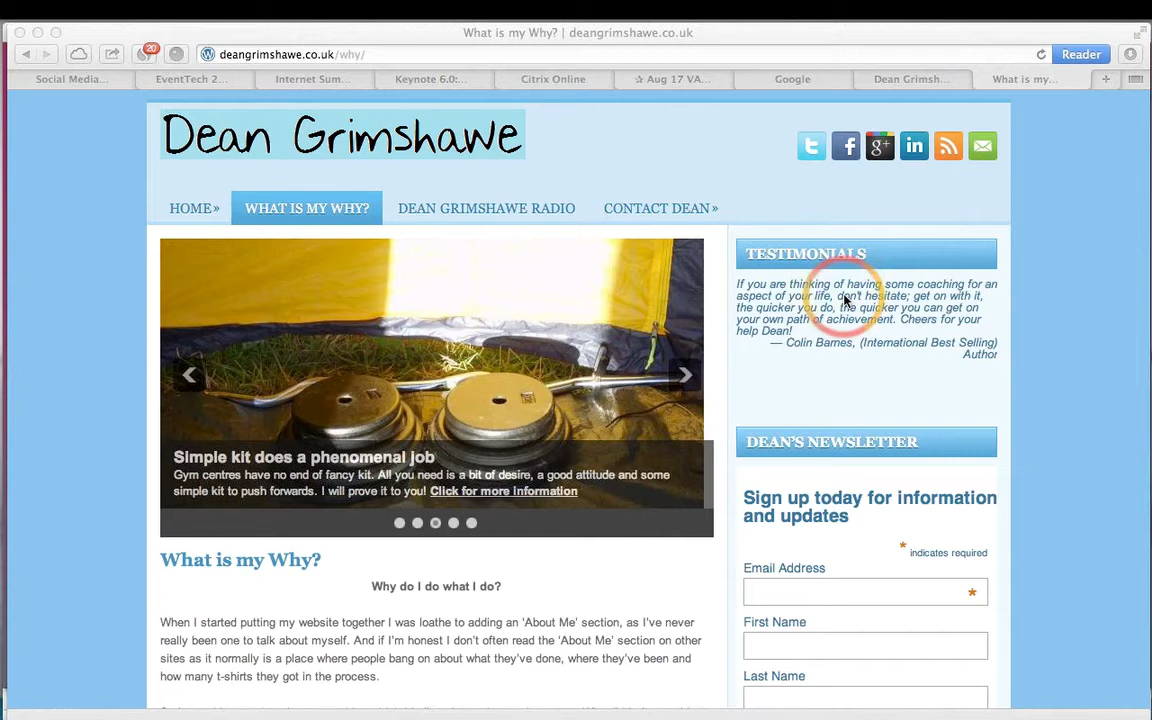 What is my Why? | deangrimshawe.co.uk
20
deangrimshawe.co.uk/why/
Reader
Social Media...
EventTech 2...
Internet Sum...
Keynote 6.0:...
Citrix Online
☆ Aug 17 VA...
Google
Dean Grimsh...
What is my...
+
Dean Grimshawe
HOME»
WHAT IS MY WHY?
DEAN GRIMSHAWE RADIO
CONTACT DEAN»
Simple kit does a phenomenal job
Gym centres have no end of fancy kit. All you need is a bit of desire, a good attitude and some
simple kit to push forwards. I will prove it to you! Click for more information
What is my Why?
Why do I do what I do?
When I started putting my website together I was loathe to adding an ‘About Me’ section, as I’ve never
really been one to talk about myself. And if I’m honest I don’t often read the ‘About Me’ section on other
sites as it normally is a place where people bang on about what they’ve done, where they’ve been and
how many t-shirts they got in the process.
TESTIMONIALS
If you are thinking of having some coaching for an
aspect of your life, don't hesitate; get on with it,
the quicker you do, the quicker you can get on
your own path of achievement. Cheers for your
help Dean!
— Colin Barnes, (International Best Selling)
Author
DEAN’S NEWSLETTER
Sign up today for information
and updates
* indicates required
Email Address
*
First Name
Last Name